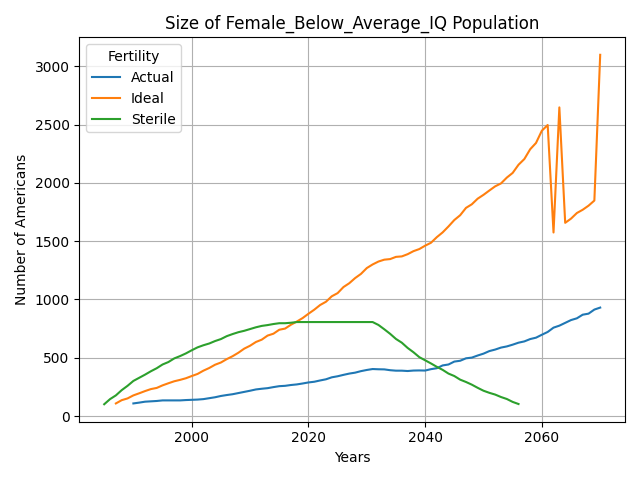 Size of Female_Below_Average_IQ Population
Fertility
Actual
Ideal
Sterile
3000
2500
2000
1500
1000
500
0
Number of Americans
2000
2020
2040
2060
Years